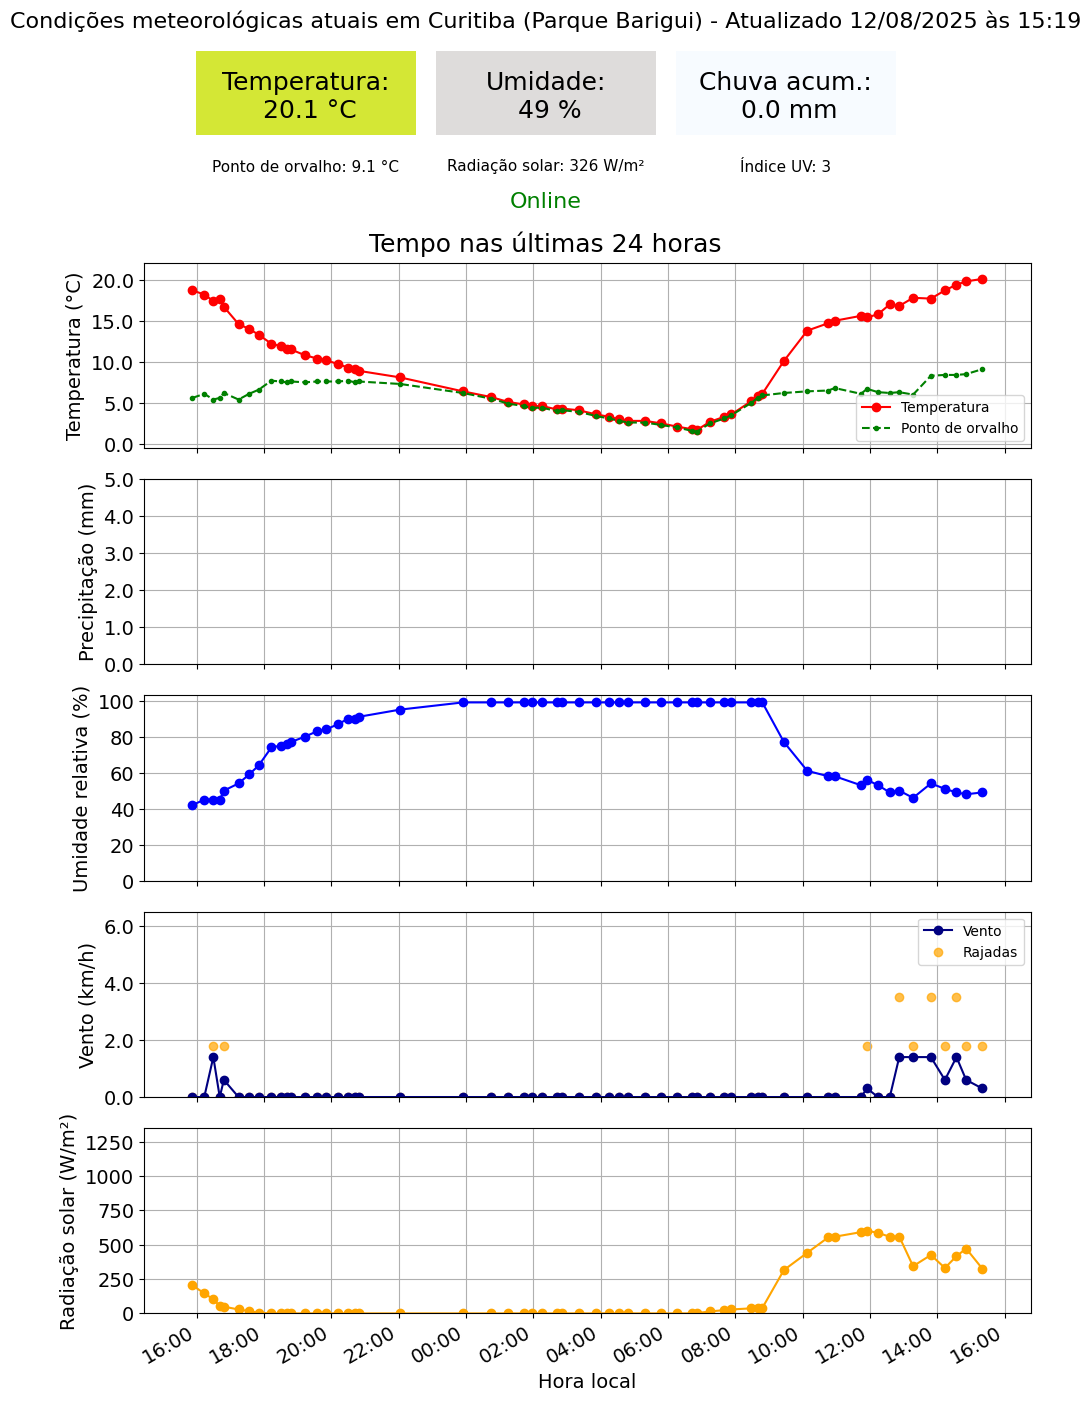 Condições meteorológicas atuais em Curitiba (Parque Barigui) - Atualizado 12/08/2025 às 15:19
Temperatura:
20.1 °C
Umidade:
49 %
Chuva acum.:
0.0 mm
Ponto de orvalho: 9.1 °C
Radiação solar: 326 W/m²
Índice UV: 3
Online
Tempo nas últimas 24 horas
Temperatura (°C)
20.0
15.0
10.0
5.0
0.0
Temperatura
Ponto de orvalho
Precipitação (mm)
5.0
4.0
3.0
2.0
1.0
0.0
Umidade relativa (%)
100
80
60
40
20
0
Vento (km/h)
6.0
4.0
2.0
0.0
Vento
Rajadas
Radiação solar (W/m²)
1250
1000
750
500
250
0
16:00
18:00
20:00
22:00
00:00
02:00
04:00
06:00
08:00
10:00
12:00
14:00
16:00
Hora local